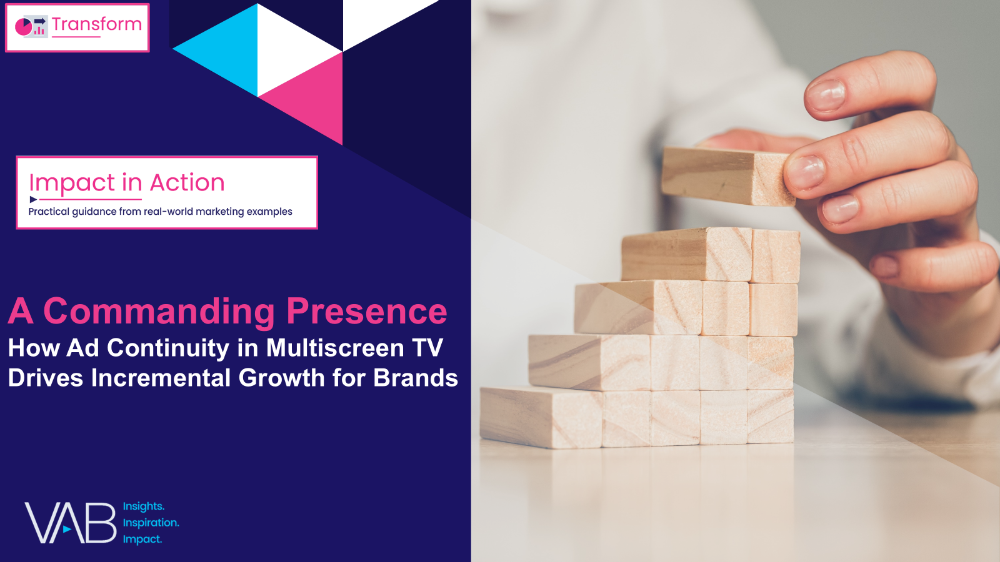 Transform
Impact in Action
Practical guidance from real-world marketing examples
A Commanding Presence
How Ad Continuity in Multiscreen TV
Drives Incremental Growth for Brands
VAB
Insights.
Inspiration.
Impact.